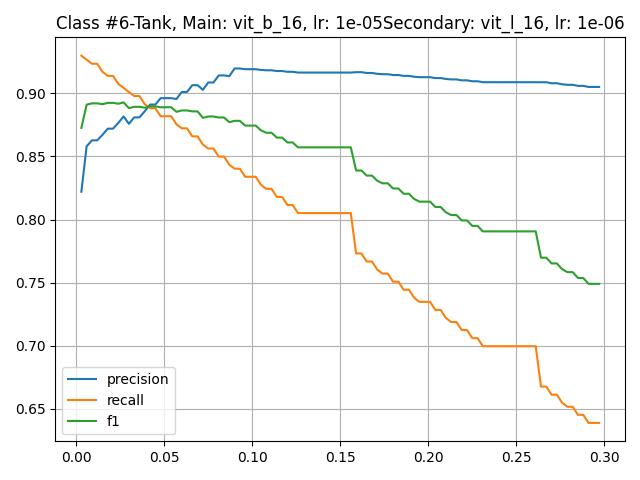 Class #6-Tank, Main: vit_b_16, lr: 1e-05Secondary: vit_l_16, lr: 1e-06
0.90
0.85
0.80
0.75
0.70
0.65
precision
recall
f1
0.00 0.05 0.10 0.15 0.20 0.25 0.30